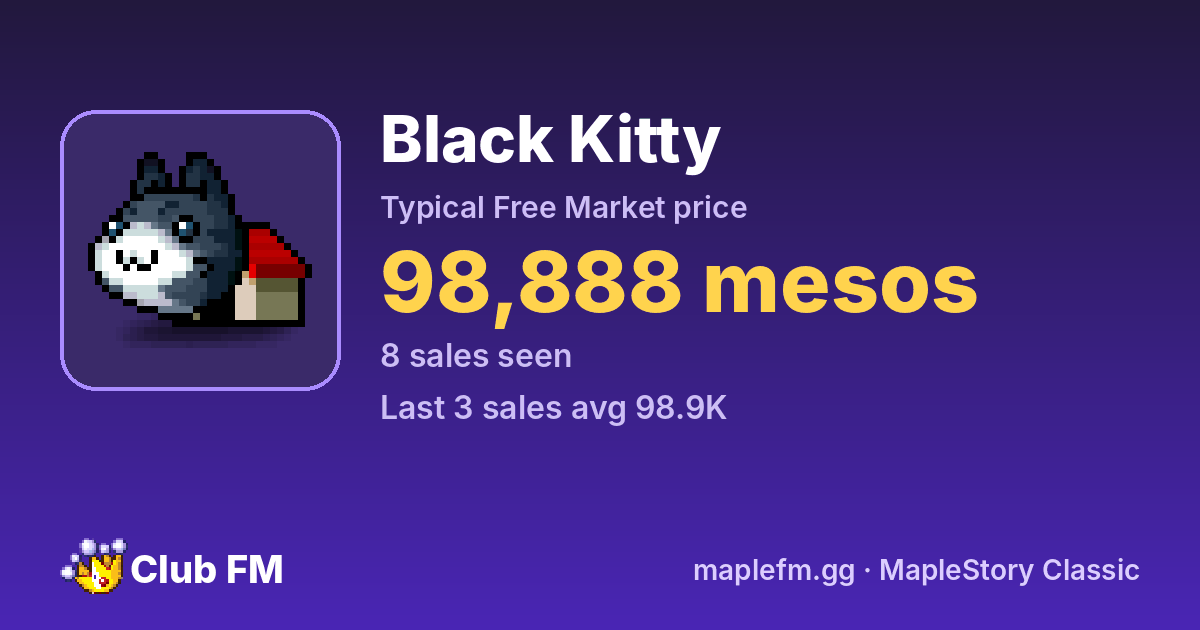 Black Kitty
Typical Free Market price
98,888 mesos
8 sales seen
Last 3 sales avg 98.9K
Club FM
maplefm.gg · MapleStory Classic